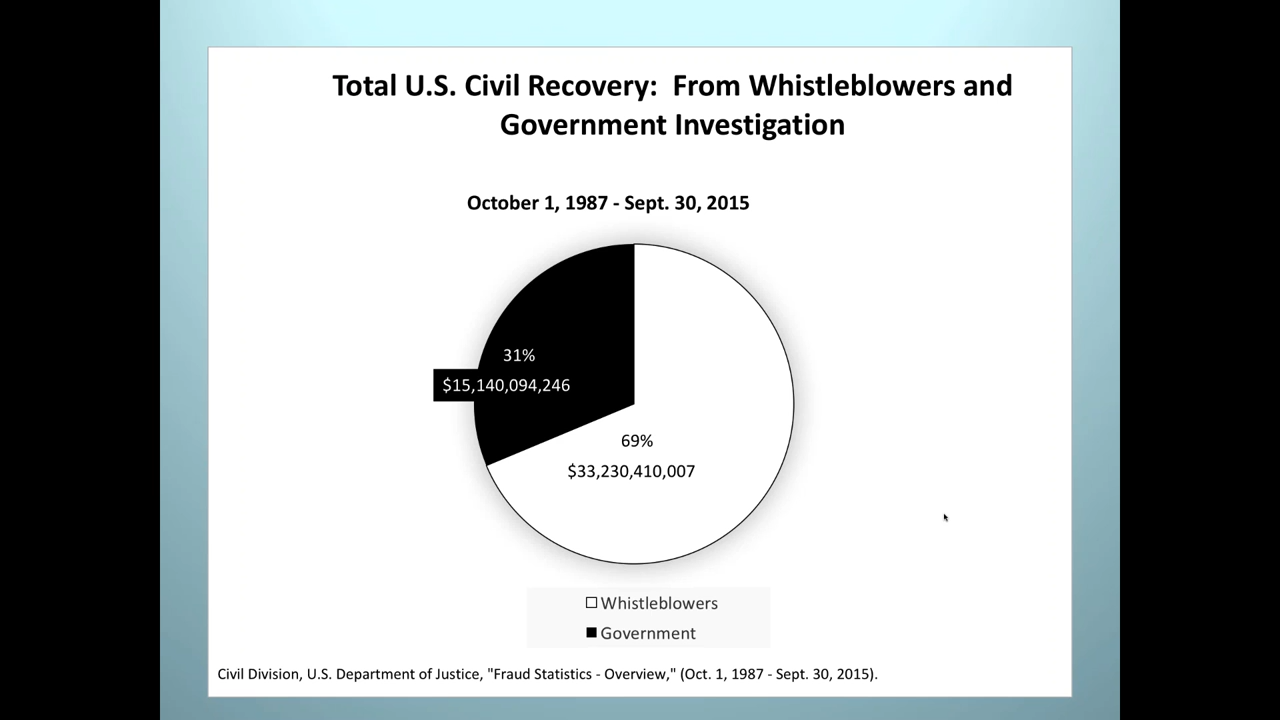 Total U.S. Civil Recovery:  From Whistleblowers and
Government Investigation
October 1, 1987 - Sept. 30, 2015
31%
$15,140,094,246
69%
$33,230,410,007
Whistleblowers
Government
Civil Division, U.S. Department of Justice, "Fraud Statistics - Overview," (Oct. 1, 1987 - Sept. 30, 2015).